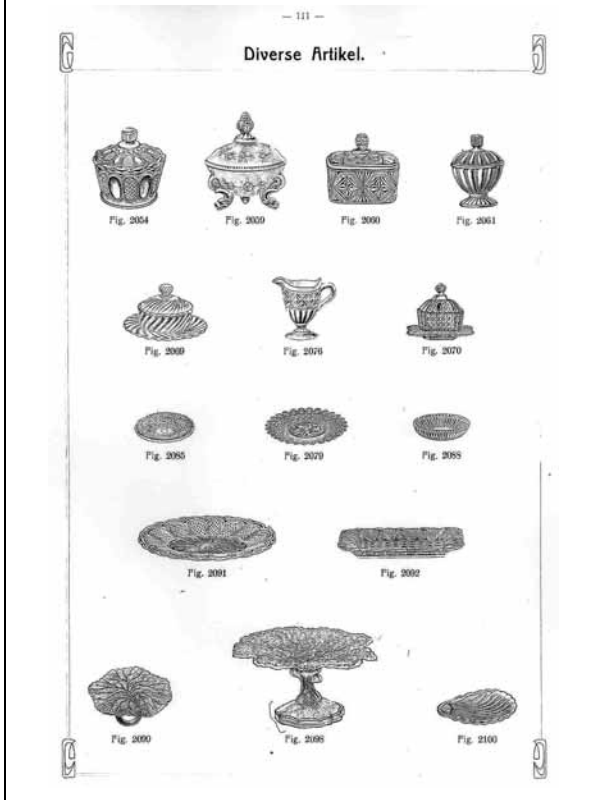 — 111 —
Diverse Artikel.
Fig. 2054 Fig. 2059 Fig. 2060 Fig. 2061
Fig. 2069 Fig. 2076 Fig. 2070
Fig. 2085 Fig. 2079 Fig. 2088
Fig. 2091 Fig. 2092
Fig. 2090 Fig. 2098 Fig. 2100